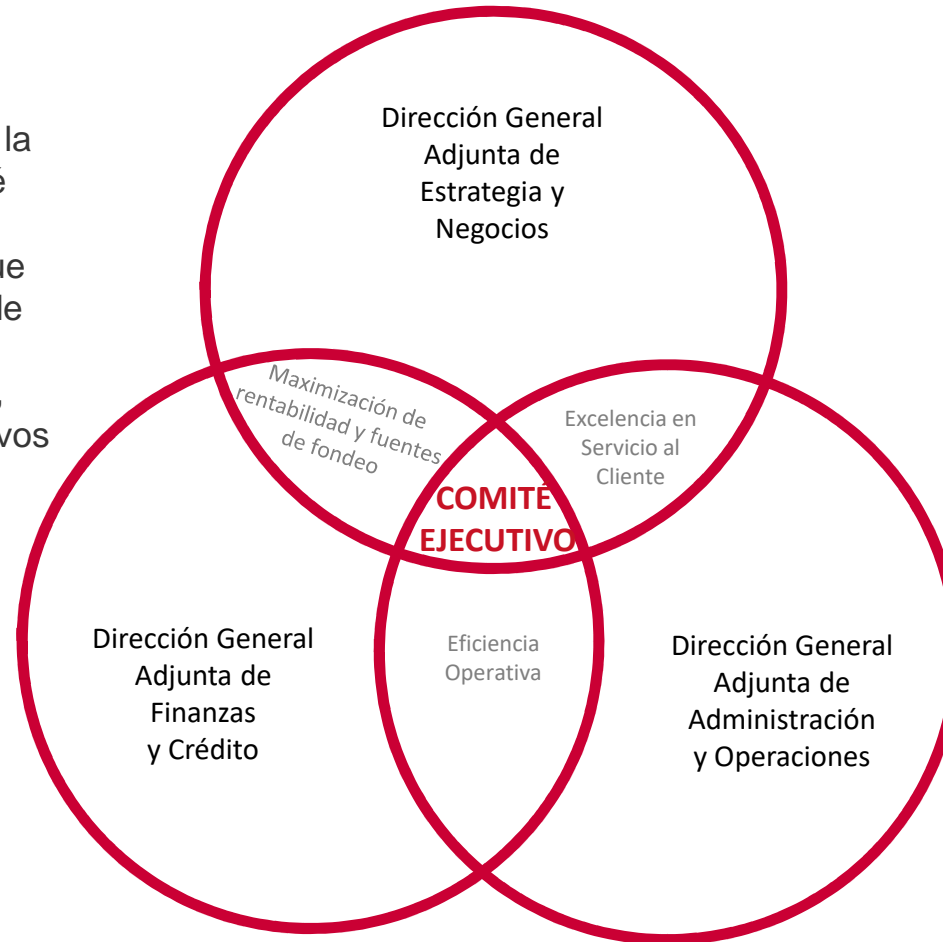 la
Dirección General
Adjunta de
Estrategia y
Negocios
Maximización de
rentabilidad y fuentes
de fondeo
Excelencia en
Servicio al
Cliente
COMITÉ
EJECUTIVO
Dirección General
Adjunta de
Finanzas
y Crédito
Eficiencia
Operativa
Dirección General
Adjunta de
Administración
y Operaciones